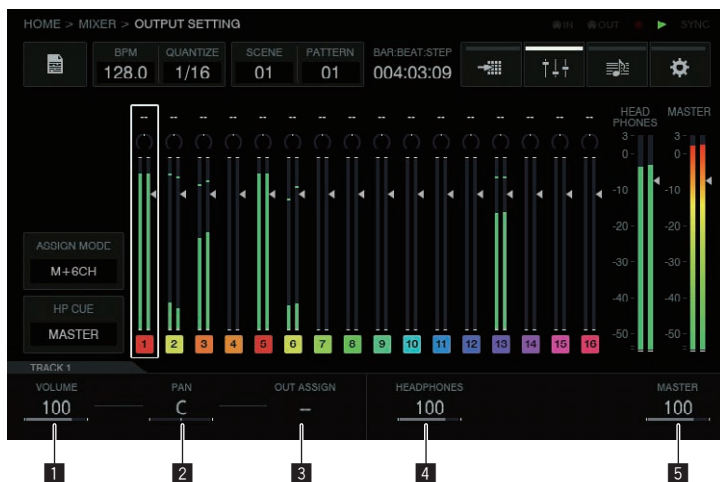 HOME > MIXER > OUTPUT SETTING
IN OUT SYNC
BPM QUANTIZE SCENE PATTERN BAR:BEAT:STEP
128.0 1/16 01 01 004:03:09
HEAD PHONES MASTER
-- -- -- -- -- -- -- -- -- -- -- -- -- -- -- --
3 3
0 0
-10 -10
-20 -20
-30 -30
-40 -40
-50 -50
ASSIGN MODE
M+6CH
HP CUE
MASTER
1 2 3 4 5 6 7 8 9 10 11 12 13 14 15 16
TRACK 1
VOLUME PAN OUT ASSIGN HEADPHONES MASTER
100 C -- 100 100
1 2 3 4 5